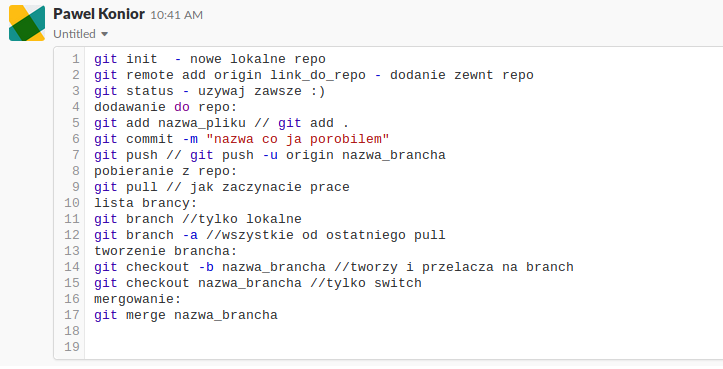 Pawel Konior 10:41 AM
Untitled
1 git init  - nowe lokalne repo
2 git remote add origin link_do_repo - dodanie zewnt repo
3 git status - uzywaj zawsze :)
4 dodawanie do repo:
5 git add nazwa_pliku // git add .
6 git commit -m "nazwa co ja porobilem"
7 git push // git push -u origin nazwa_brancha
8 pobieranie z repo:
9 git pull // jak zaczynacie prace
10 lista brancy:
11 git branch //tylko lokalne
12 git branch -a //wszystkie od ostatniego pull
13 tworzenie brancha:
14 git checkout -b nazwa_brancha //tworzy i przelacza na branch
15 git checkout nazwa_brancha //tylko switch
16 mergowanie:
17 git merge nazwa_brancha
18
19